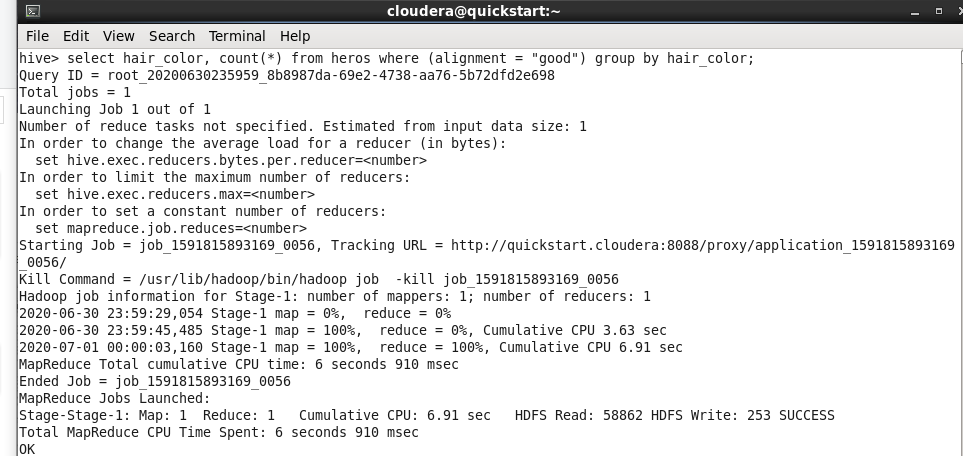 cloudera@quickstart:~
File Edit View Search Terminal Help
hive> select hair_color, count(*) from heros where (alignment = "good") group by hair_color;
Query ID = root_20200630235959_8b8987da-69e2-4738-aa76-5b72dfd2e698
Total jobs = 1
Launching Job 1 out of 1
Number of reduce tasks not specified. Estimated from input data size: 1
In order to change the average load for a reducer (in bytes):
  set hive.exec.reducers.bytes.per.reducer=<number>
In order to limit the maximum number of reducers:
  set hive.exec.reducers.max=<number>
In order to set a constant number of reducers:
  set mapreduce.job.reduces=<number>
Starting Job = job_1591815893169_0056, Tracking URL = http://quickstart.cloudera:8088/proxy/application_1591815893169
_0056/
Kill Command = /usr/lib/hadoop/bin/hadoop job  -kill job_1591815893169_0056
Hadoop job information for Stage-1: number of mappers: 1; number of reducers: 1
2020-06-30 23:59:29,054 Stage-1 map = 0%,  reduce = 0%
2020-06-30 23:59:45,485 Stage-1 map = 100%,  reduce = 0%, Cumulative CPU 3.63 sec
2020-07-01 00:00:03,160 Stage-1 map = 100%,  reduce = 100%, Cumulative CPU 6.91 sec
MapReduce Total cumulative CPU time: 6 seconds 910 msec
Ended Job = job_1591815893169_0056
MapReduce Jobs Launched:
Stage-Stage-1: Map: 1  Reduce: 1   Cumulative CPU: 6.91 sec   HDFS Read: 58862 HDFS Write: 253 SUCCESS
Total MapReduce CPU Time Spent: 6 seconds 910 msec
OK